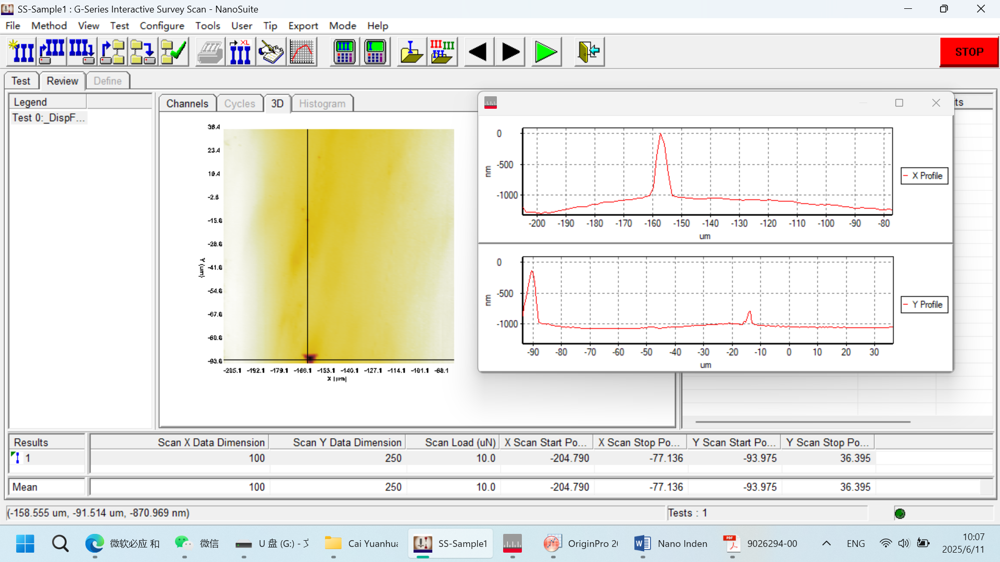 SS-Sample1 : G-Series Interactive Survey Scan - NanoSuite
File Method View Test Configure Tools User Tip Export Mode Help
XL
STOP
Test Review Define
Legend
Test 0:_DispF...
Channels Cycles 3D Histogram
ts
36.4
23.4
10.4
-2.6
-15.6
-28.6
-41.6
-54.6
-67.6
-80.6
-93.6
Y (um)
-205.1 -192.1 -179.1 -166.1 -153.1 -140.1 -127.1 -114.1 -101.1 -88.1
X (um)
0
-500
-1000
nm
-200 -190 -180 -170 -160 -150 -140 -130 -120 -110 -100 -90 -80
um
X Profile
0
-500
-1000
nm
-90 -80 -70 -60 -50 -40 -30 -20 -10 0 10 20 30
um
Y Profile
Results Scan X Data Dimension Scan Y Data Dimension Scan Load (uN) X Scan Start Po... X Scan Stop Po... Y Scan Start Po... Y Scan Stop Po...
1 100 250 10.0 -204.790 -77.136 -93.975 36.395
Mean 100 250 10.0 -204.790 -77.136 -93.975 36.395
(-158.555 um, -91.514 um, -870.969 nm) Tests : 1
微软必应 和 微信 U 盘 (G:) - Cai Yuanhua SS-Sample1 OriginPro 20 Nano Inden PDF 9026294-00 ENG 10:07
2025/6/11